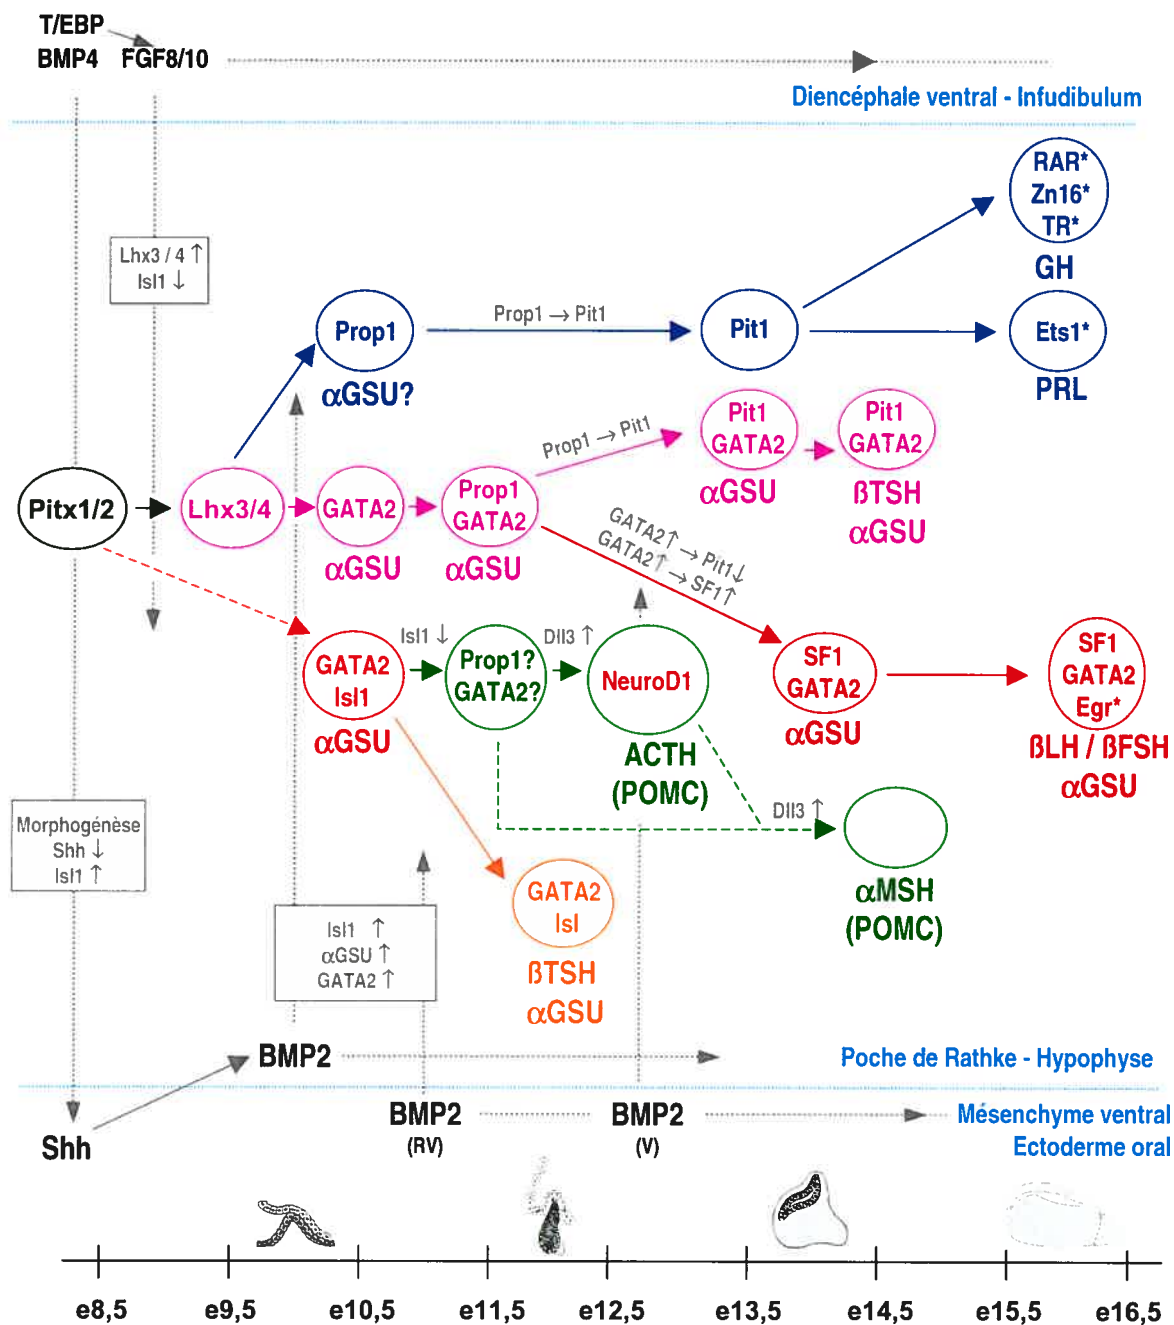 T/EBP
BMP4 FGF8/10
Diencéphale ventral - Infudibulum
RAR*
Zn16*
TR*
GH
Lhx3 / 4 ↑
Isl1 ↓
Prop1
αGSU?
Prop1 → Pit1
Pit1
Ets1*
PRL
Pit1
GATA2
αGSU
Pit1
GATA2
ßTSH
αGSU
Prop1 → Pit1
Pitx1/2
Lhx3/4
GATA2
αGSU
Prop1
GATA2
αGSU
GATA2↑ → Pit1↓
GATA2↑ → SF1↑
GATA2
Isl1
αGSU
Isl1 ↓
Prop1?
GATA2?
Dll3 ↑
NeuroD1
ACTH
(POMC)
SF1
GATA2
αGSU
SF1
GATA2
Egr*
ßLH / ßFSH
αGSU
Dll3 ↑
αMSH
(POMC)
Morphogénèse
Shh ↓
Isl1 ↑
GATA2
Isl
ßTSH
αGSU
Isl1 ↑
αGSU ↑
GATA2 ↑
BMP2
Poche de Rathke - Hypophyse
Shh
BMP2
(RV)
BMP2
(V)
Mésenchyme ventral
Ectoderme oral
e8,5 e9,5 e10,5 e11,5 e12,5 e13,5 e14,5 e15,5 e16,5